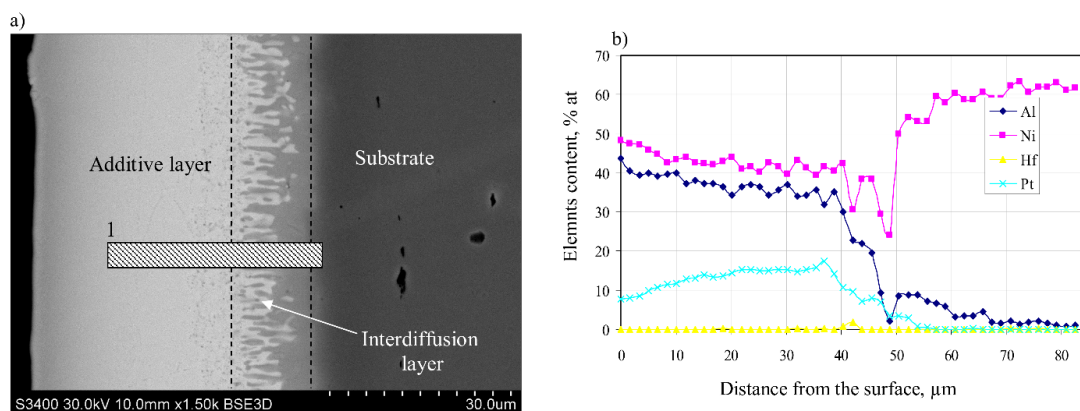 a)
Additive layer
Substrate
1
Interdiffusion
layer
S3400 30.0kV 10.0mm x1.50k BSE3D
30.0µm
b)
Elemnts content, % at
70
60
50
40
30
20
10
0
0 10 20 30 40 50 60 70 80
Al
Ni
Hf
Pt
Distance from the surface, µm